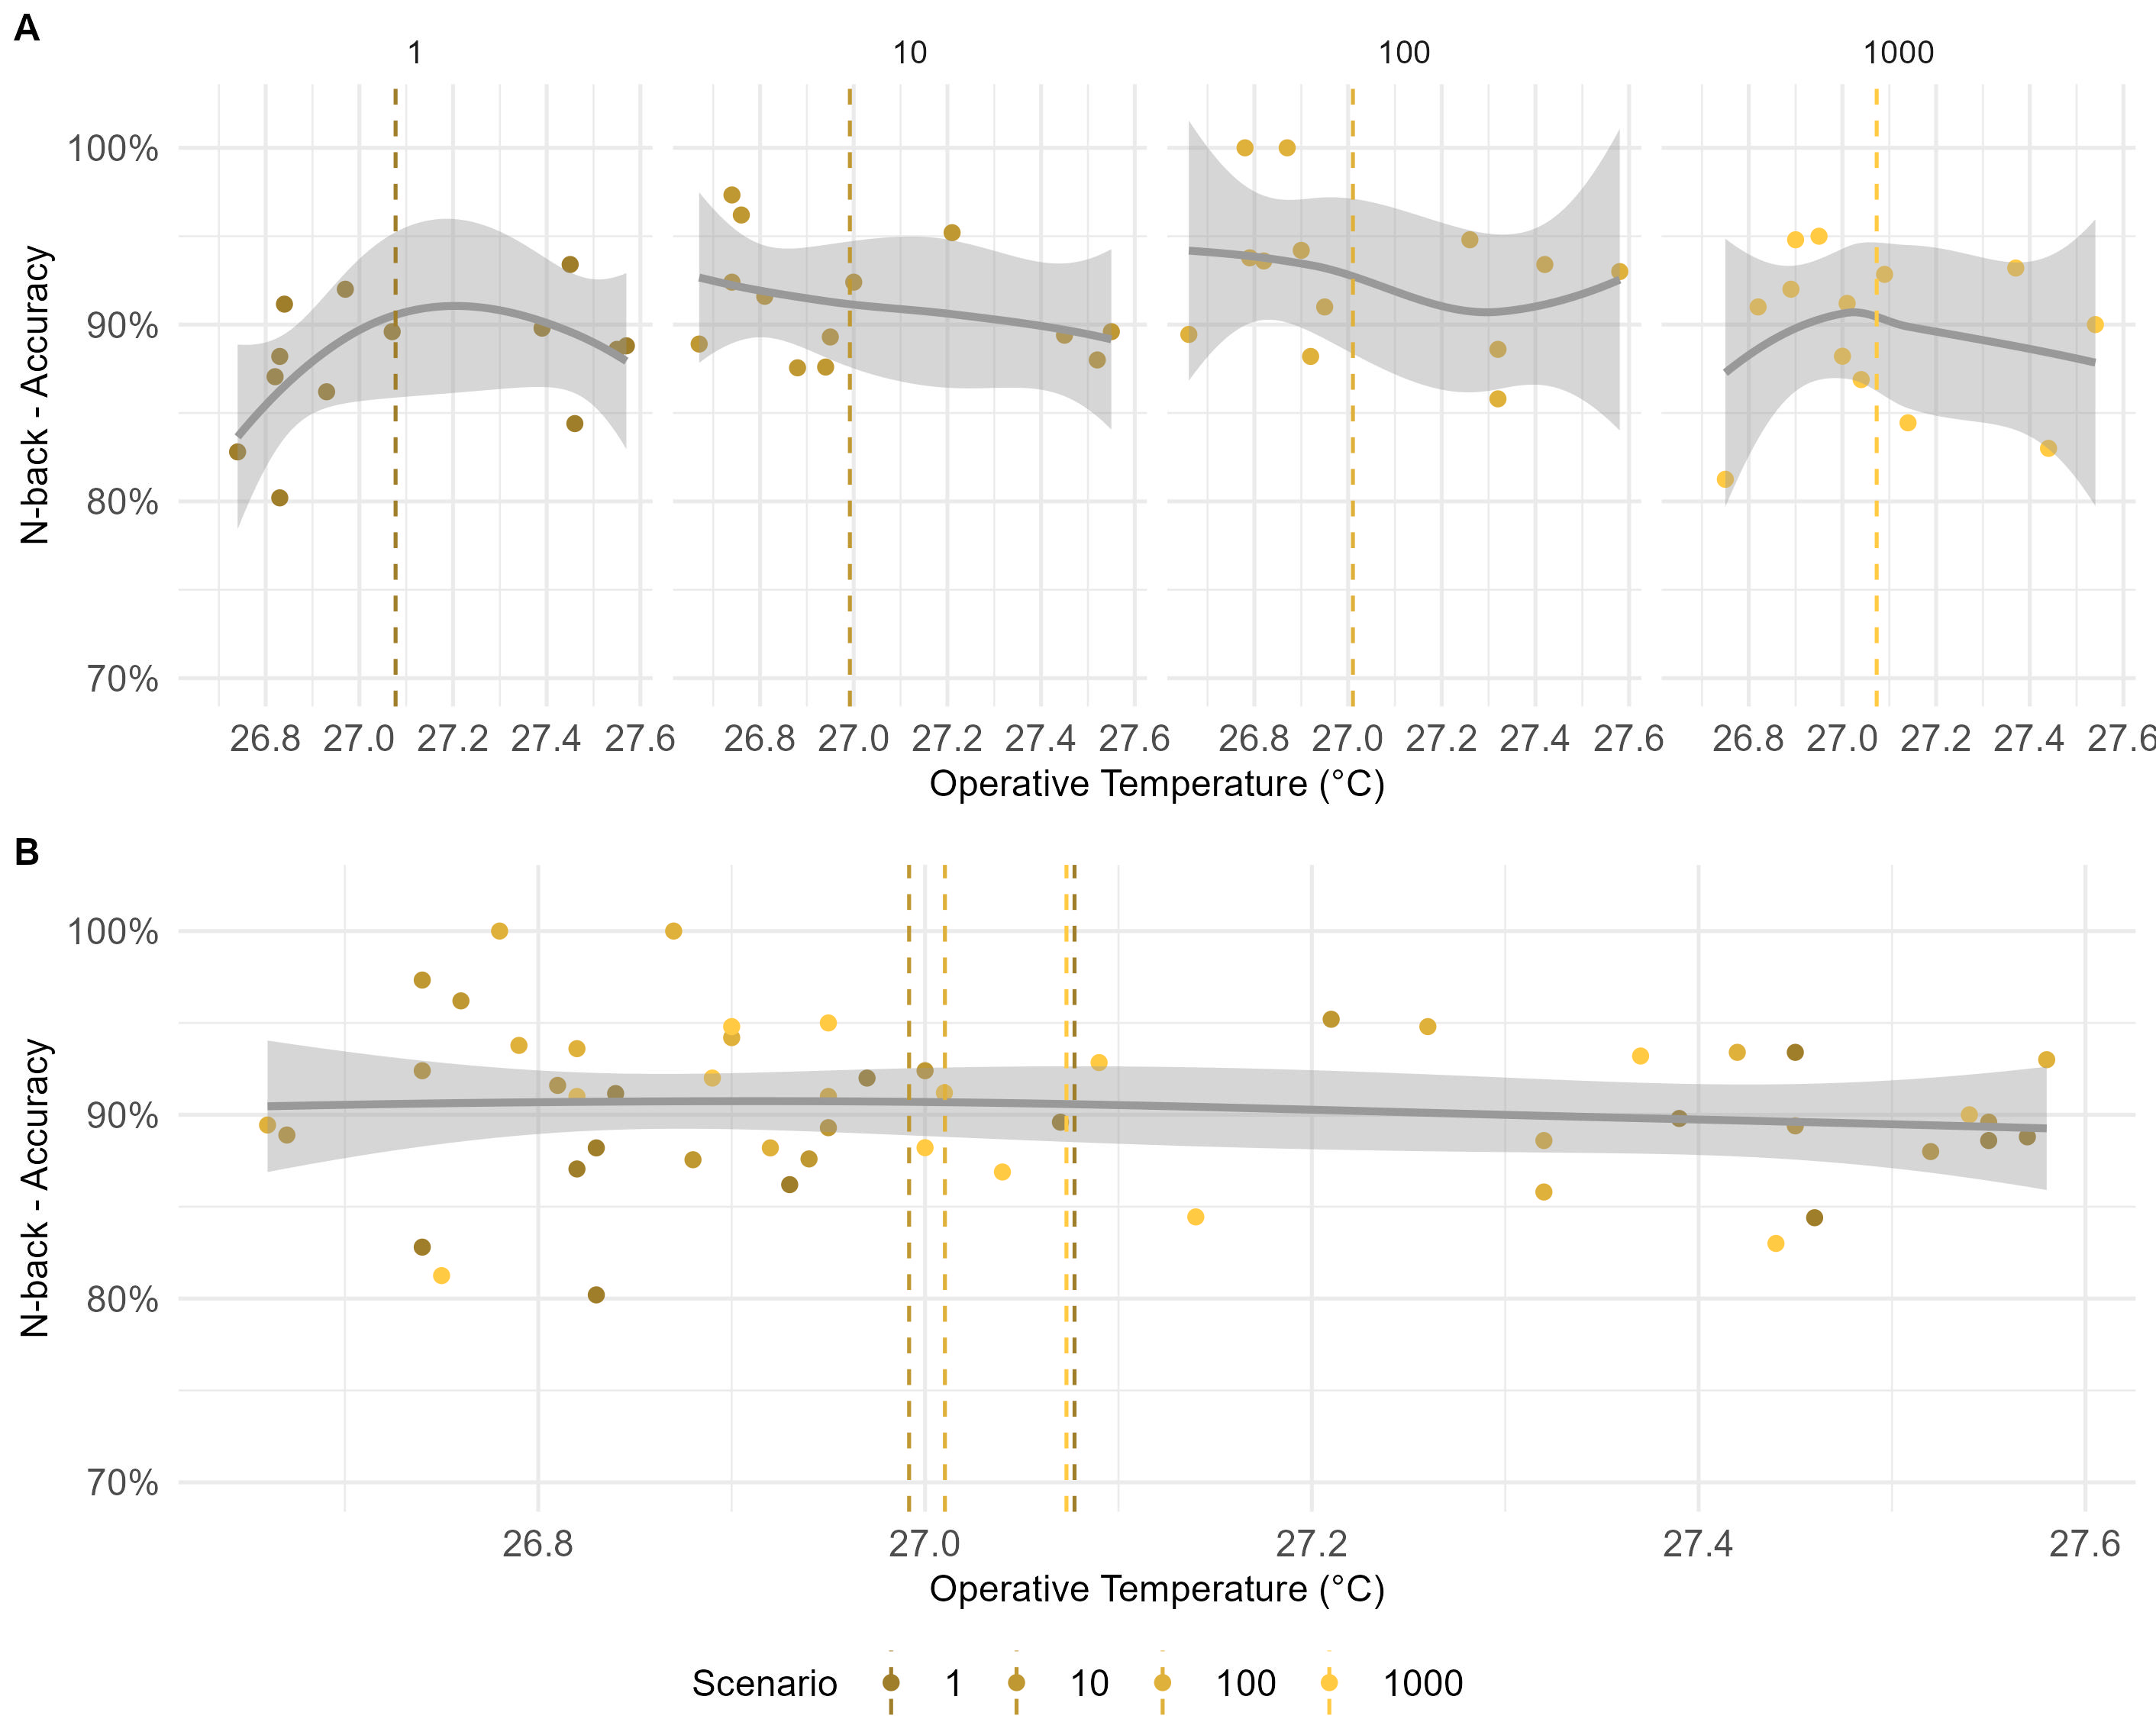 A
1 10 100 1000
100%
90%
80%
70%
N-back - Accuracy
26.8 27.0 27.2 27.4 27.6 26.8 27.0 27.2 27.4 27.6 26.8 27.0 27.2 27.4 27.6 26.8 27.0 27.2 27.4 27.6
Operative Temperature (°C)
B
100%
90%
80%
70%
N-back - Accuracy
26.8 27.0 27.2 27.4 27.6
Operative Temperature (°C)
Scenario 1 10 100 1000